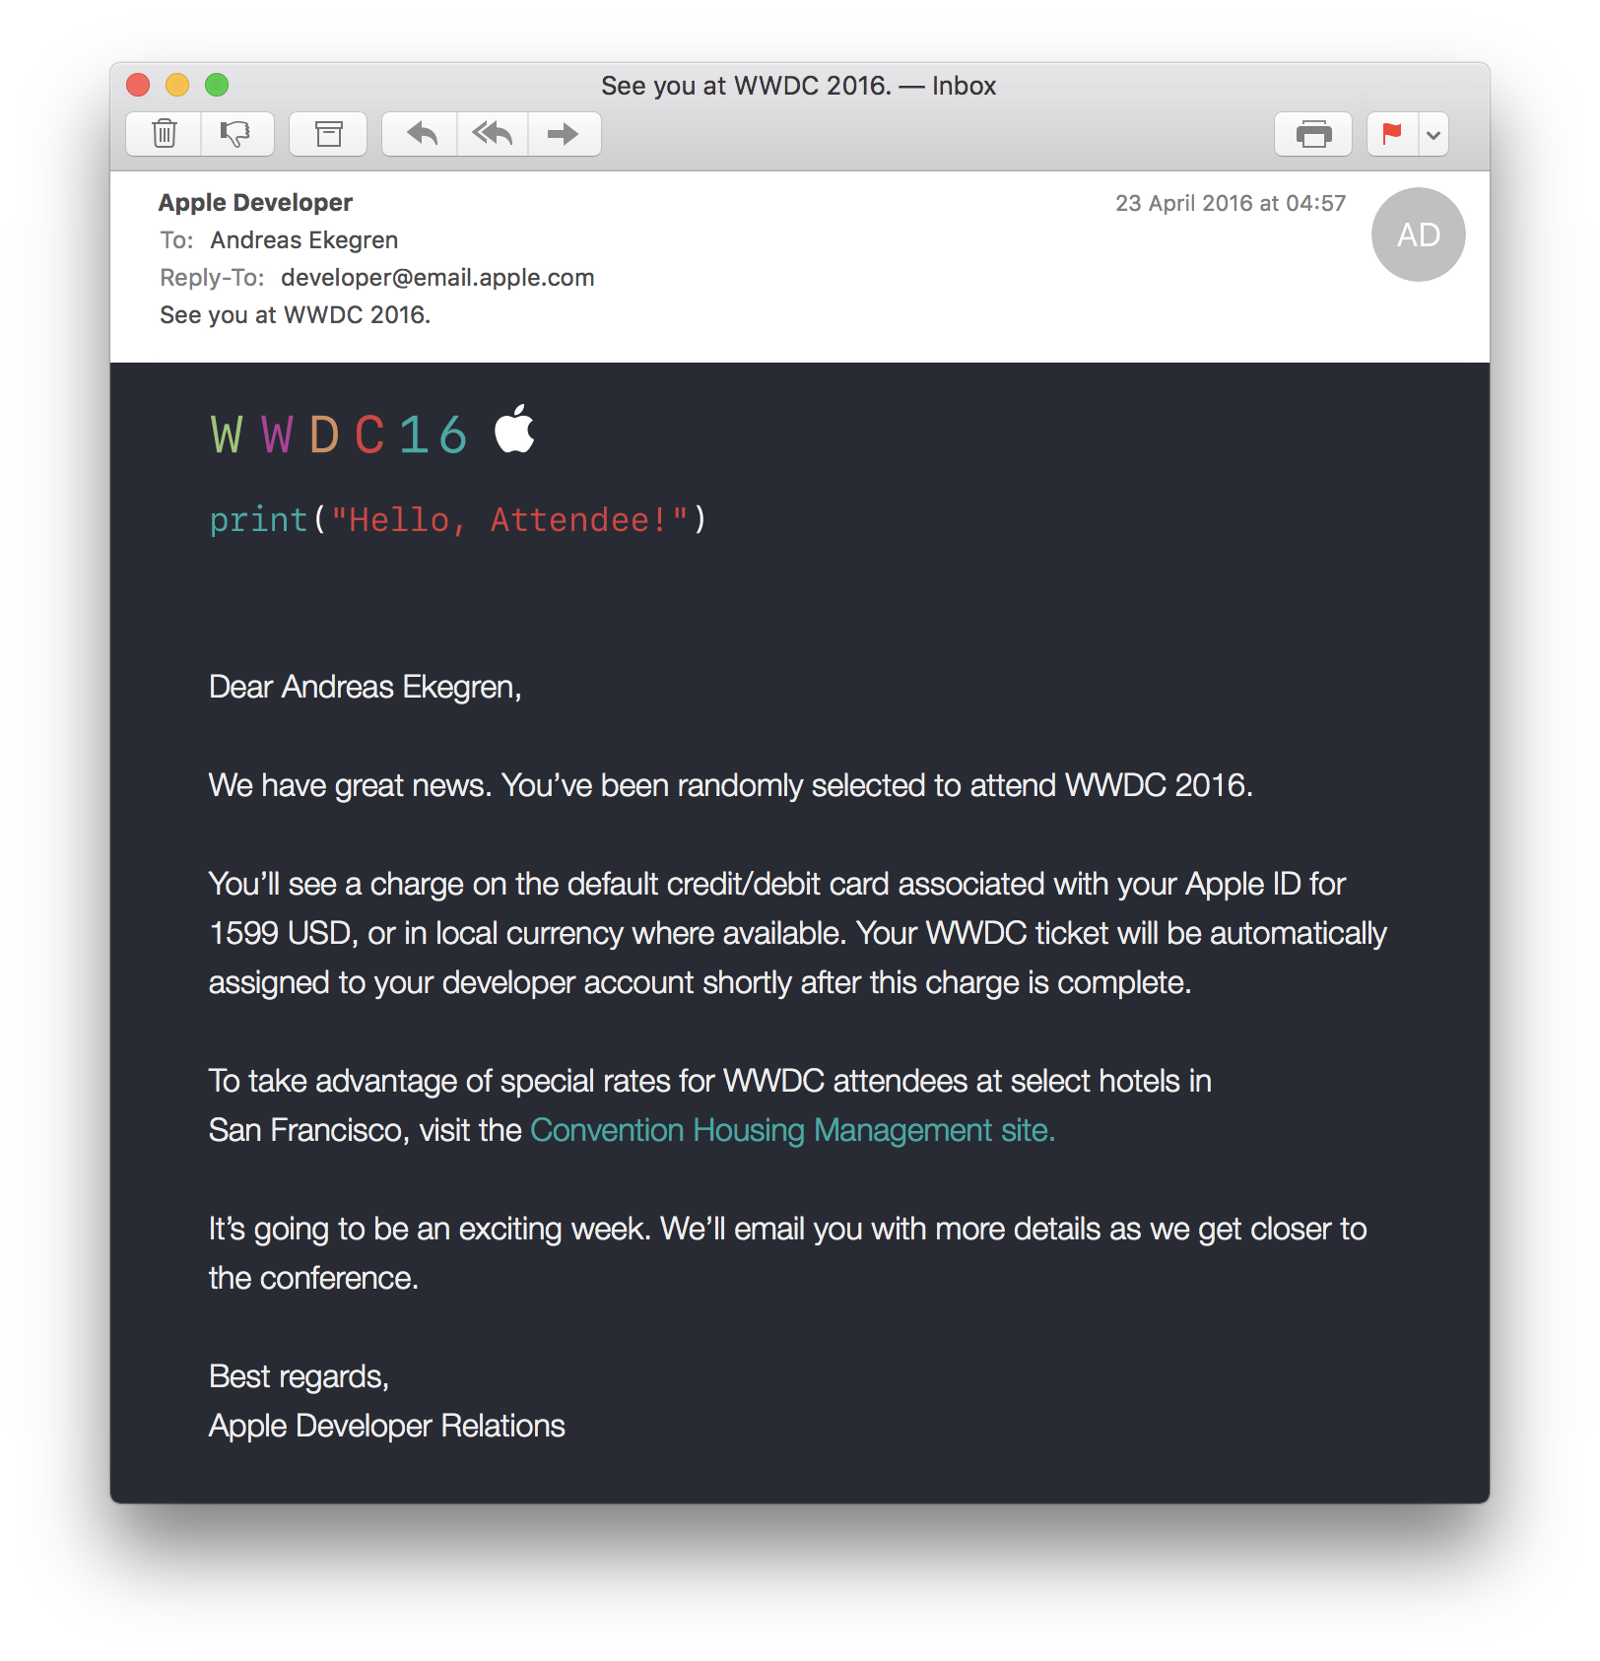 See you at WWDC 2016. — Inbox
Apple Developer
23 April 2016 at 04:57
AD
To: Andreas Ekegren
Reply-To: developer@email.apple.com
See you at WWDC 2016.
WWDC16
print("Hello, Attendee!")
Dear Andreas Ekegren,
We have great news. You’ve been randomly selected to attend WWDC 2016.
You’ll see a charge on the default credit/debit card associated with your Apple ID for
1599 USD, or in local currency where available. Your WWDC ticket will be automatically
assigned to your developer account shortly after this charge is complete.
To take advantage of special rates for WWDC attendees at select hotels in
San Francisco, visit the Convention Housing Management site.
It’s going to be an exciting week. We’ll email you with more details as we get closer to
the conference.
Best regards,
Apple Developer Relations